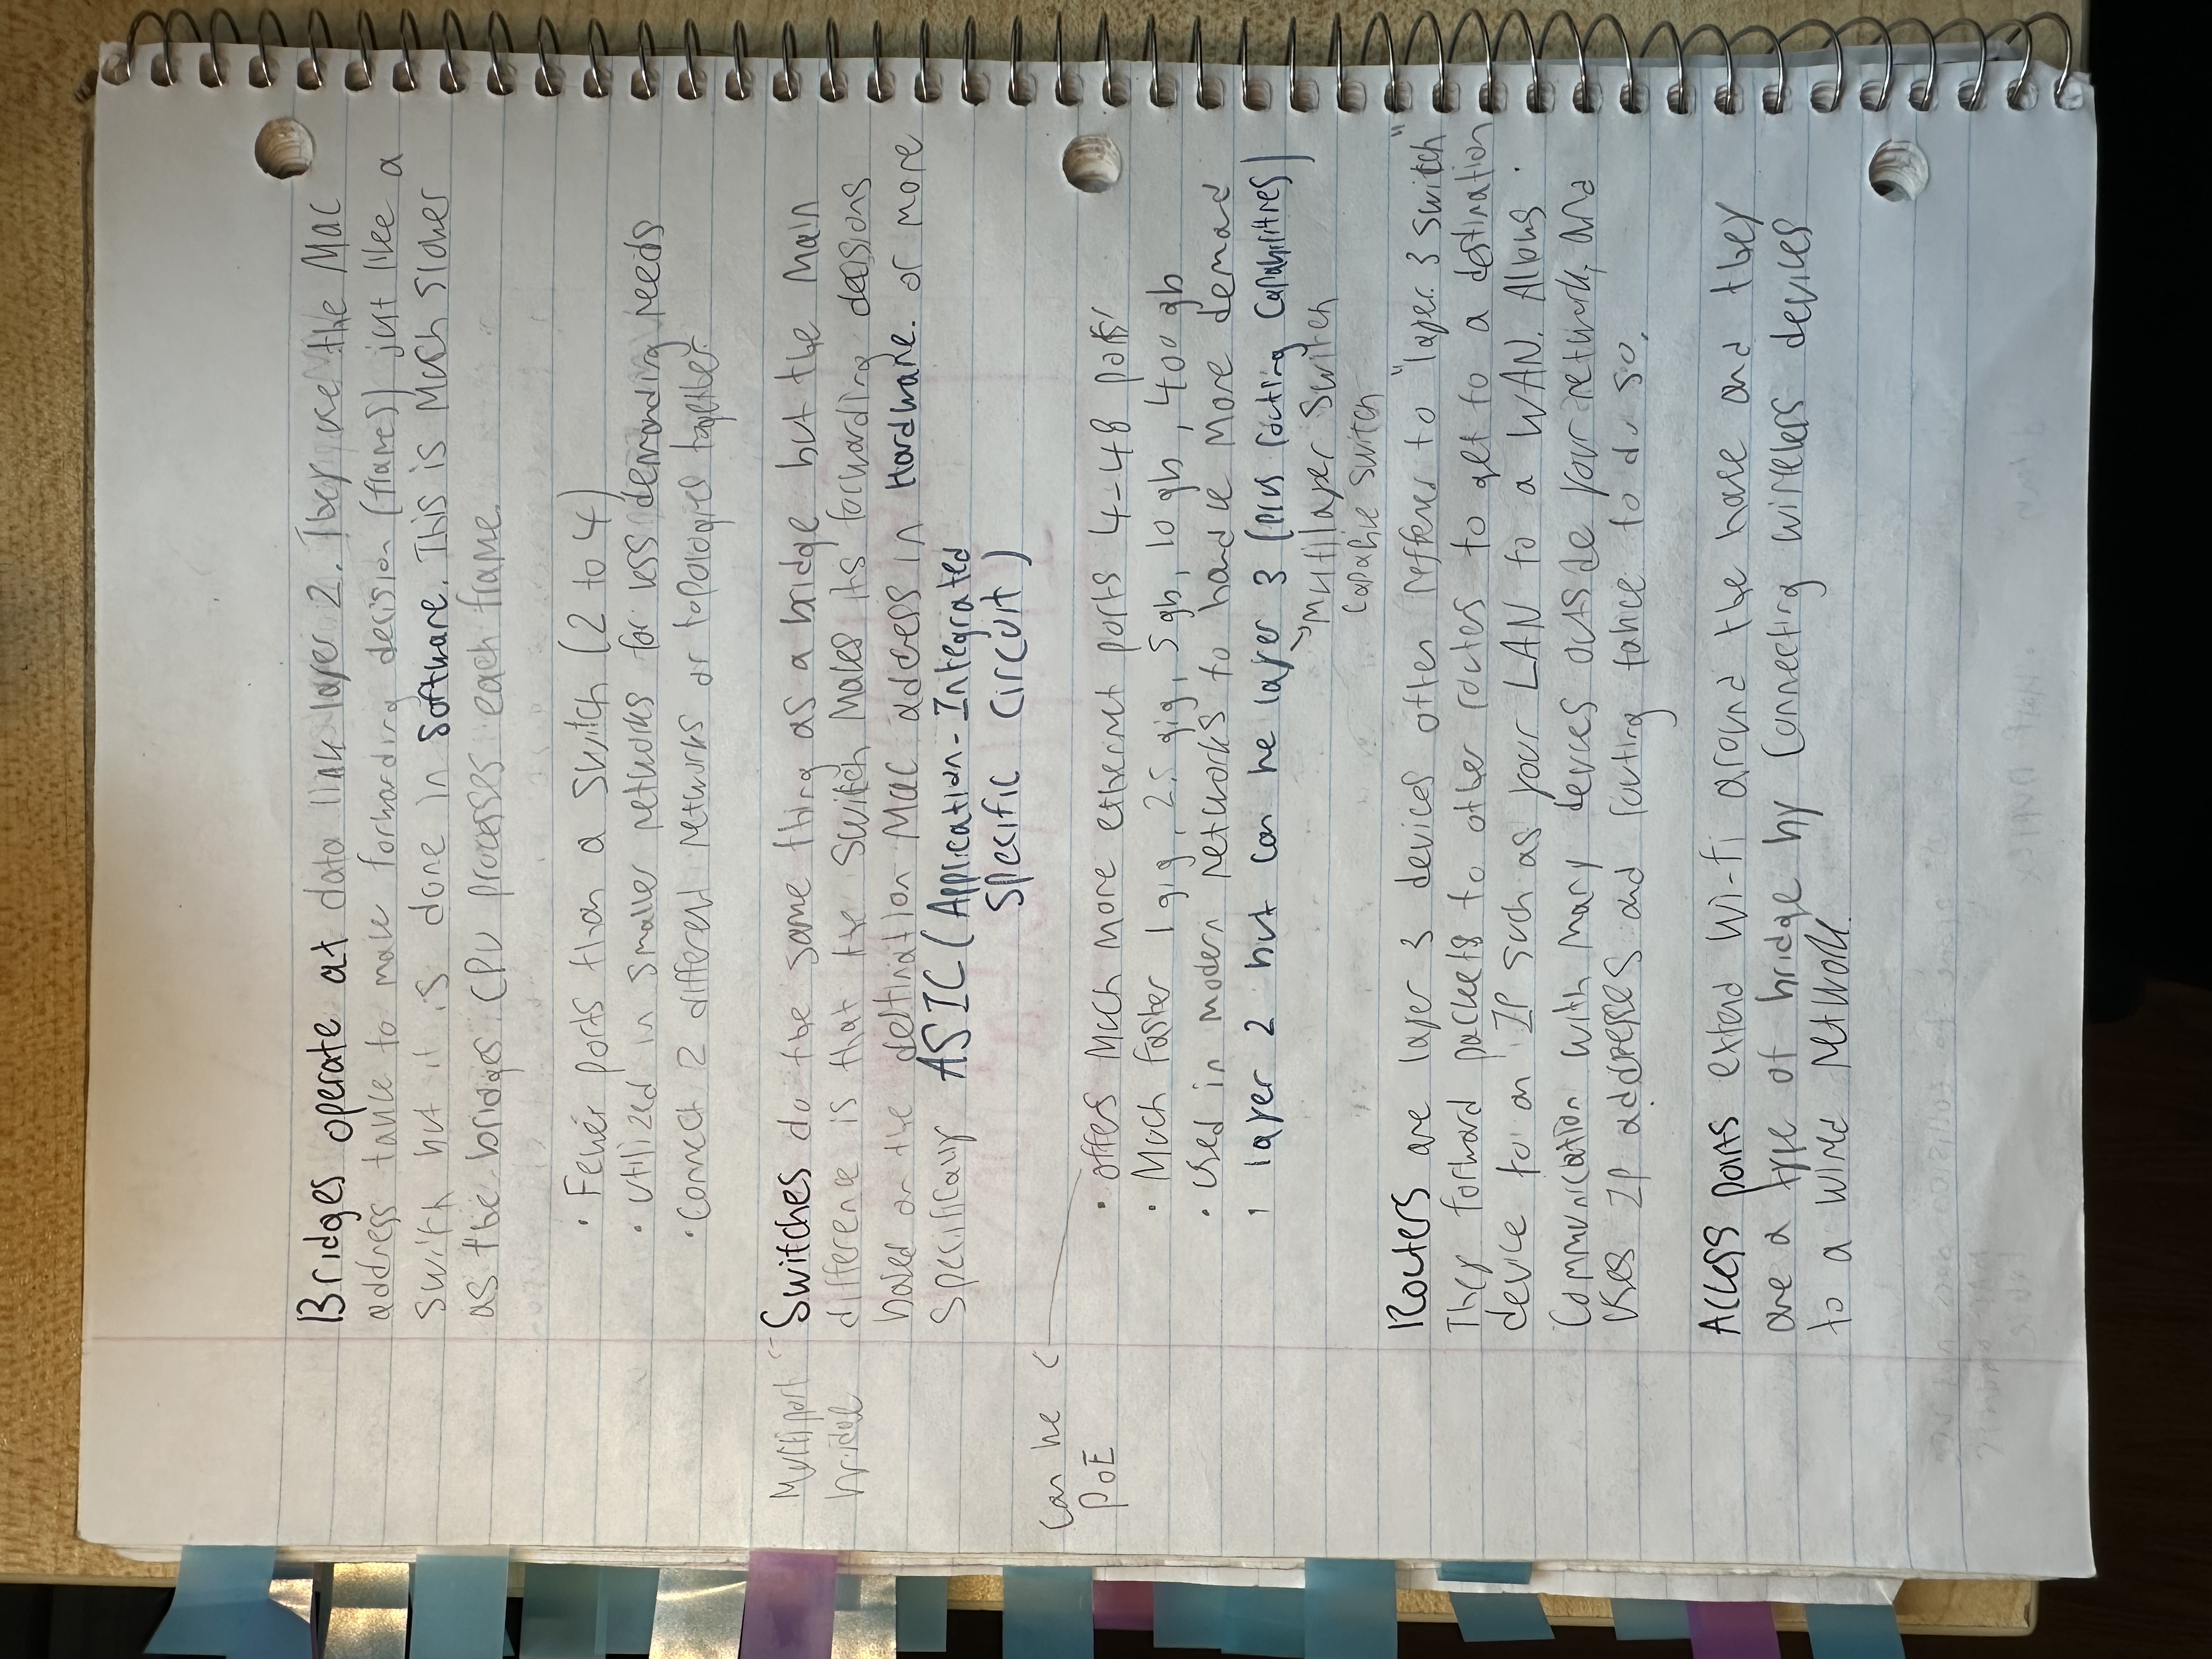 Bridges operate at data link layer 2. They use the Mac
address table to make forwarding decision (frames) just like a
switch but it is done in Software. This is Much slower
as the bridges CPU processes each frame.
• Fewer ports than a switch (2 to 4)
• utilized in smaller networks for less demanding needs
• Connect 2 different networks or topologies together.
Multiport
bridge
Switches do the same thing as a bridge but the Main
difference is that the switch Makes its forwarding decisions
based on the destination Mac address in Hardware. or more
specifically ASIC (Application-Integrated
Specific Circuit)
Can be
PoE
• offers Much more ethernet ports 4-48 ports
• Much faster 1 gig, 2.5 gig, 5 gb, 10 gb, 400 gb
• Used in modern networks to handle More demad
layer 2 but can be layer 3 (plus routing Capabilities)
Mutilayer Switch
Capable Switch
Routers are layer 3 devices often refferer to "layer 3 switch"
They forward packets to other routers to get to a destination
device to an IP such as your LAN to a WAN. Allows
Communication with Many devices outside your network, and
uses IP addresses and routing table to do so.
Access points extend Wi-Fi around the house and they
are a type of bridge by Connecting wireless devices
to a wired network.